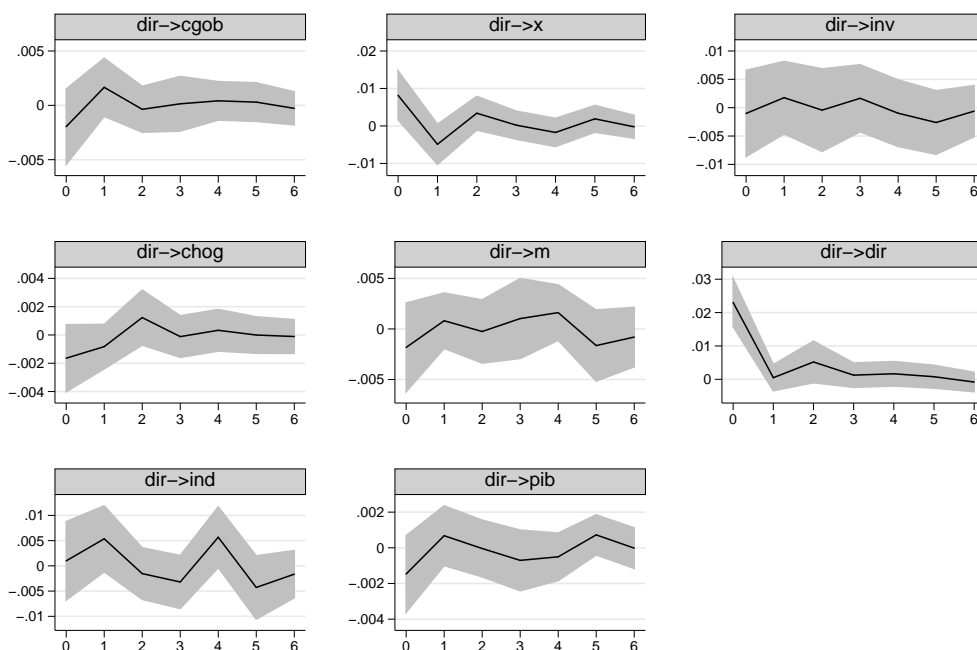 dir−>cgob
.005
0
−.005
0 1 2 3 4 5 6
dir−>x
.02
.01
0
−.01
0 1 2 3 4 5 6
dir−>inv
.01
.005
0
−.005
−.01
0 1 2 3 4 5 6
dir−>chog
.004
.002
0
−.002
−.004
0 1 2 3 4 5 6
dir−>m
.005
0
−.005
0 1 2 3 4 5 6
dir−>dir
.03
.02
.01
0
0 1 2 3 4 5 6
dir−>ind
.01
.005
0
−.005
−.01
0 1 2 3 4 5 6
dir−>pib
.002
0
−.002
−.004
0 1 2 3 4 5 6